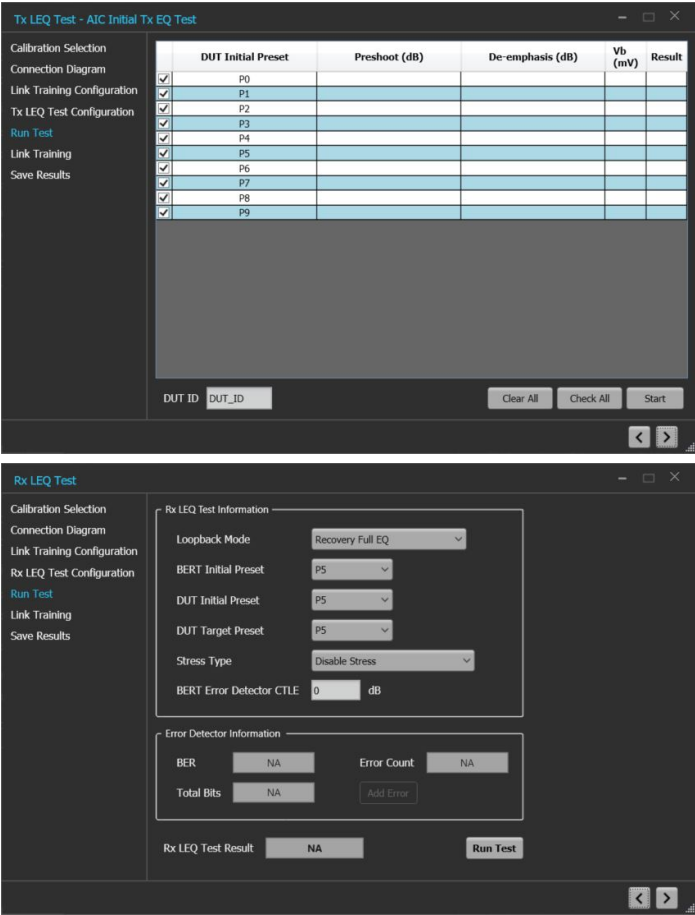 Tx LEQ Test - AIC Initial Tx EQ Test
Calibration Selection
Connection Diagram
Link Training Configuration
Tx LEQ Test Configuration
Run Test
Link Training
Save Results
DUT Initial Preset Preshoot (dB) De-emphasis (dB) Vb (mV) Result
P0
P1
P2
P3
P4
P5
P6
P7
P8
P9
DUT ID DUT_ID Clear All Check All Start
Rx LEQ Test
Calibration Selection
Connection Diagram
Link Training Configuration
Rx LEQ Test Configuration
Run Test
Link Training
Save Results
Rx LEQ Test Information
Loopback Mode Recovery Full EQ
BERT Initial Preset P5
DUT Initial Preset P5
DUT Target Preset P5
Stress Type Disable Stress
BERT Error Detector CTLE 0 dB
Error Detector Information
BER NA Error Count NA
Total Bits NA Add Error
Rx LEQ Test Result NA Run Test